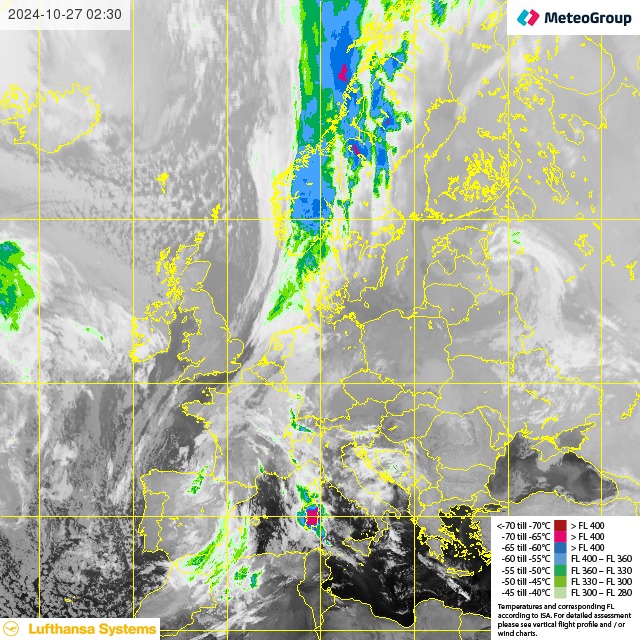 2024-10-27 02:30
MeteoGroup
<-70 till -70°C > FL 400
-70 till -65°C > FL 400
-65 till -60°C > FL 400
-60 till -55°C FL 400 – FL 360
-55 till -50°C FL 360 – FL 330
-50 till -45°C FL 330 – FL 300
-45 till -40°C FL 300 – FL 280
Temperatures and corresponding FL
according to ISA. For detailed assessment
please see vertical flight profile and / or
wind charts.
Lufthansa Systems